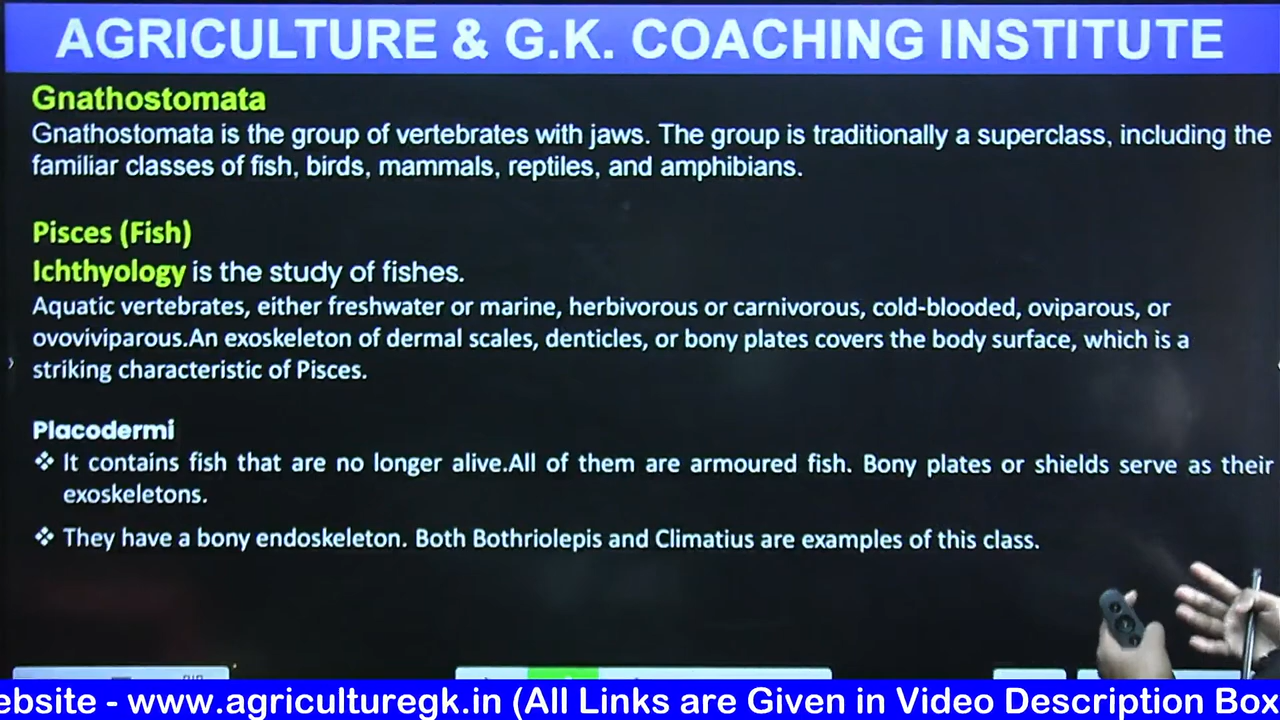 AGRICULTURE & G.K. COACHING INSTITUTE
Gnathostomata
Gnathostomata is the group of vertebrates with jaws. The group is traditionally a superclass, including the
familiar classes of fish, birds, mammals, reptiles, and amphibians.
Pisces (Fish)
Ichthyology is the study of fishes.
Aquatic vertebrates, either freshwater or marine, herbivorous or carnivorous, cold-blooded, oviparous, or
ovoviviparous.An exoskeleton of dermal scales, denticles, or bony plates covers the body surface, which is a
striking characteristic of Pisces.
Placodermi
❖ It contains fish that are no longer alive.All of them are armoured fish. Bony plates or shields serve as their
exoskeletons.
❖ They have a bony endoskeleton. Both Bothriolepis and Climatius are examples of this class.
ebsite - www.agriculturegk.in (All Links are Given in Video Description Box